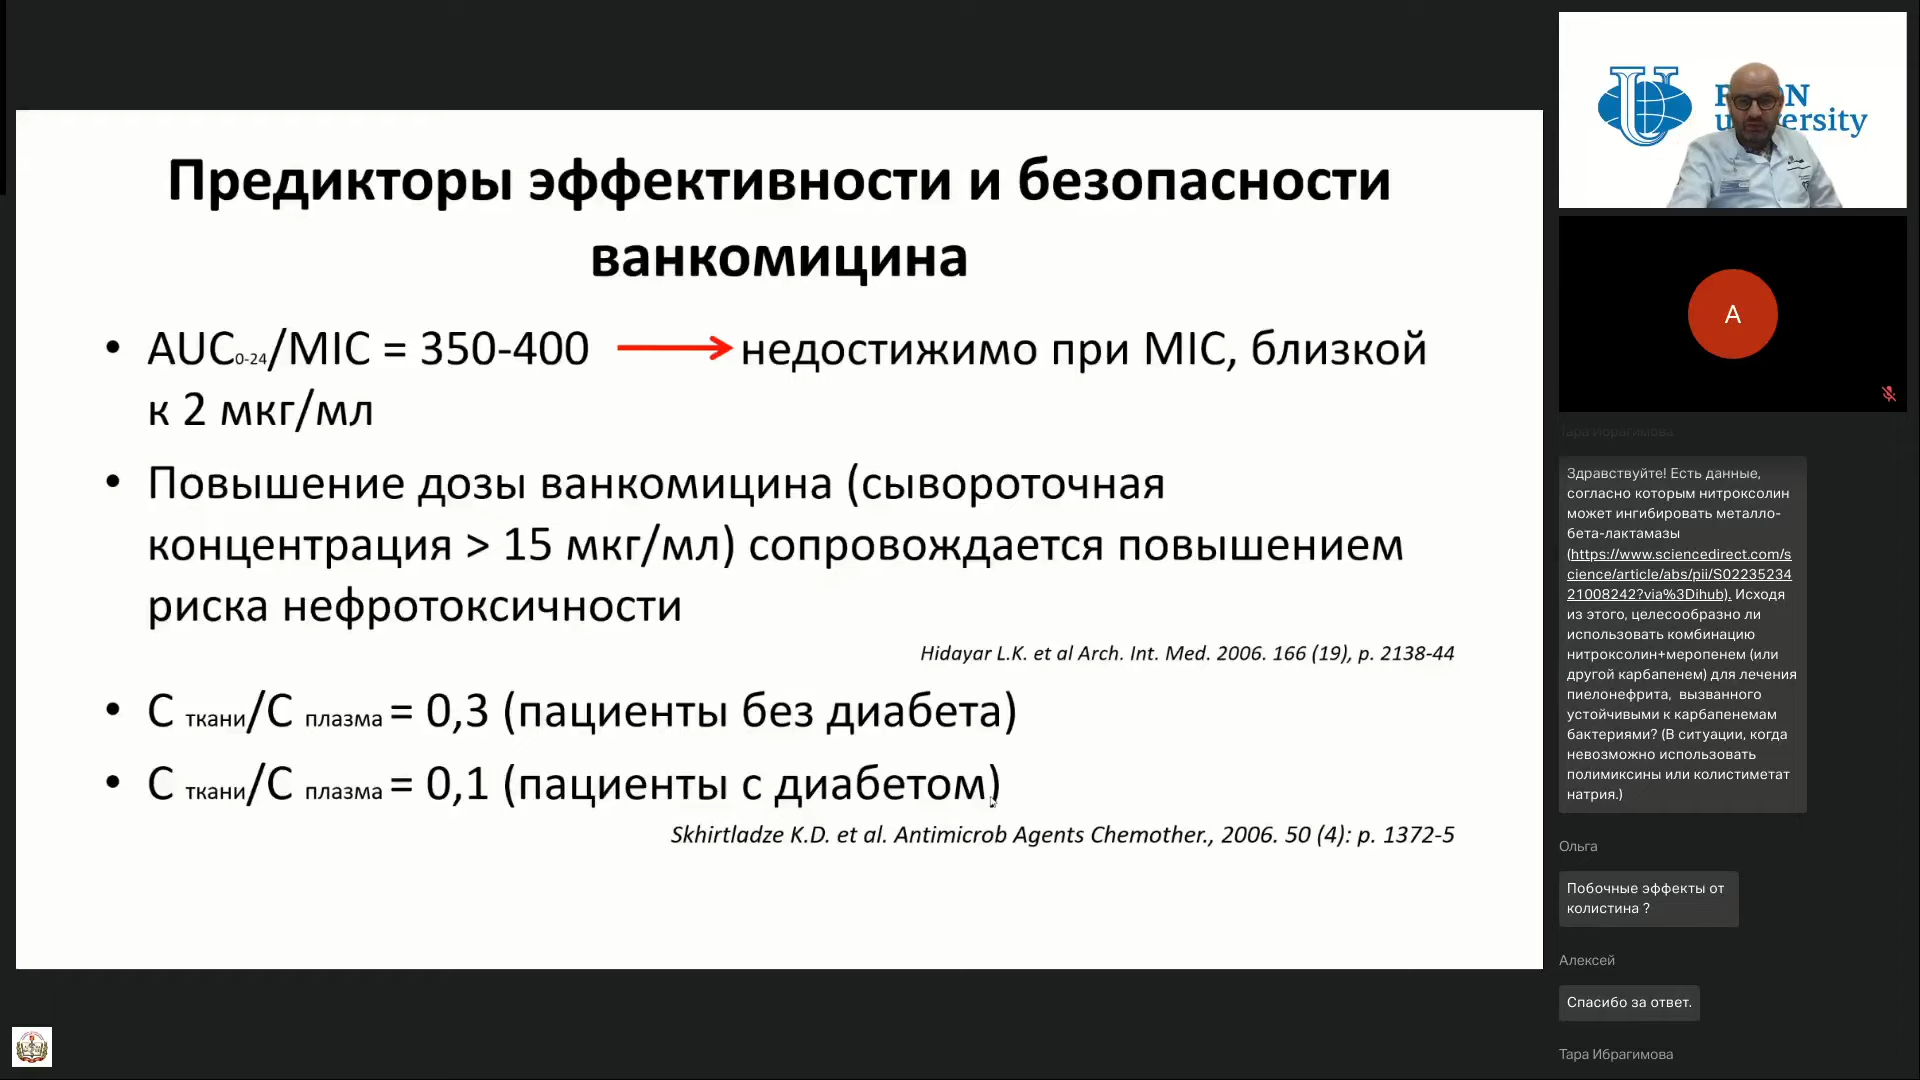 Предикторы эффективности и безопасности
ванкомицина
• AUC0-24/MIC = 350-400 → недостижимо при MIC, близкой
к 2 мкг/мл
• Повышение дозы ванкомицина (сывороточная
концентрация > 15 мкг/мл) сопровождается повышением
риска нефротоксичности
Hidayar L.K. et al Arch. Int. Med. 2006. 166 (19), p. 2138-44
• С ткани/С плазма = 0,3 (пациенты без диабета)
• С ткани/С плазма = 0,1 (пациенты с диабетом)
Skhirtladze K.D. et al. Antimicrob Agents Chemother., 2006. 50 (4): p. 1372-5
university
А
Тара Ибрагимова
Здравствуйте! Есть данные,
согласно которым нитроксолин
может ингибировать металло-
бета-лактамазы
(https://www.sciencedirect.com/s
cience/article/abs/pii/S02235234
21008242?via%3Dihub). Исходя
из этого, целесообразно ли
использовать комбинацию
нитроксолин+меропенем (или
другой карбапенем) для лечения
пиелонефрита, вызванного
устойчивыми к карбапенемам
бактериями? (В ситуации, когда
невозможно использовать
полимиксины или колистиметат
натрия.)
Ольга
Побочные эффекты от
колистина ?
Алексей
Спасибо за ответ.
Тара Ибрагимова